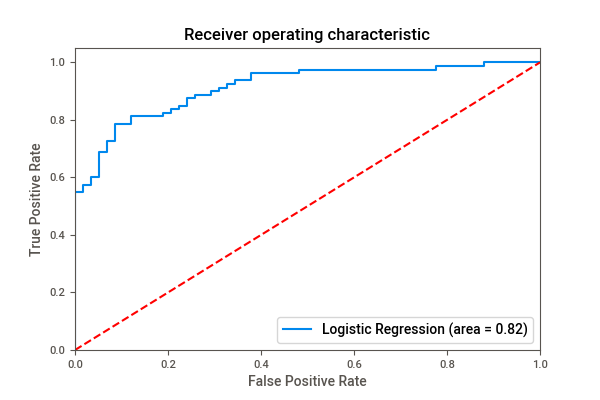 Receiver operating characteristic
True Positive Rate
1.0
0.8
0.6
0.4
0.2
0.0
Logistic Regression (area = 0.82)
0.0 0.2 0.4 0.6 0.8 1.0
False Positive Rate